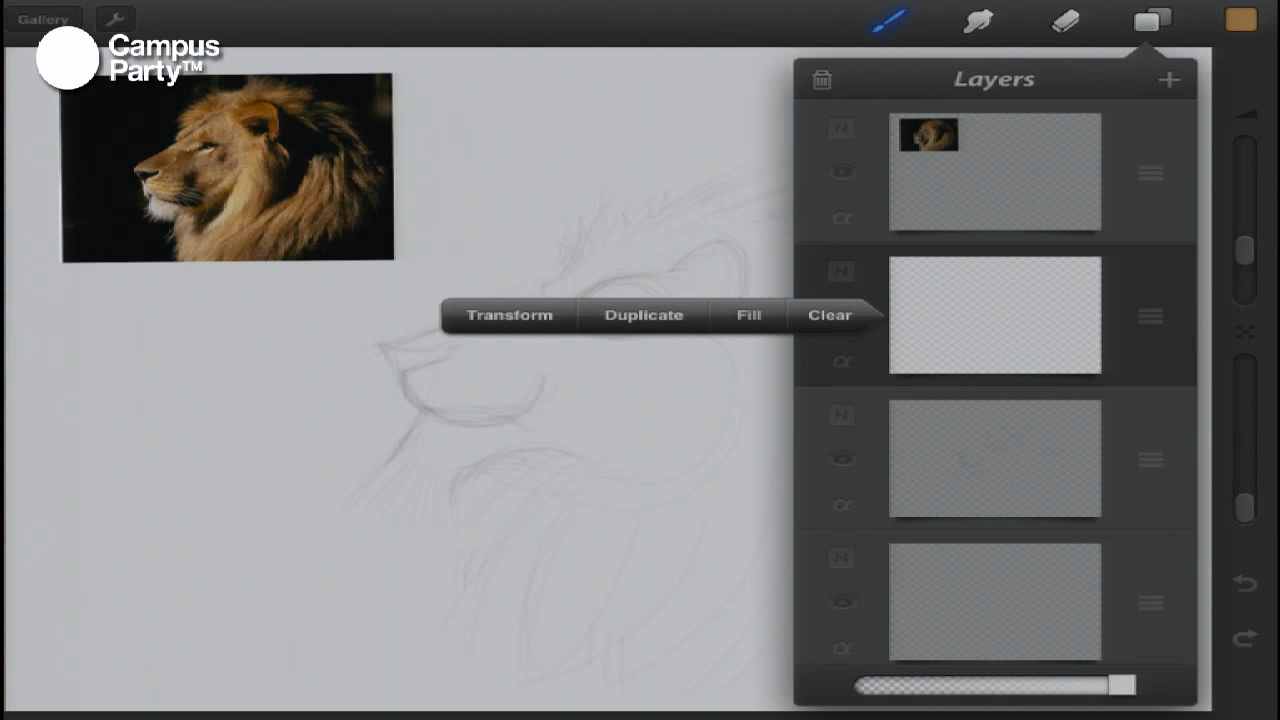 Gallery
Campus
Party™
Layers
N
α
N
Transform Duplicate Fill Clear
α
N
α
N
α